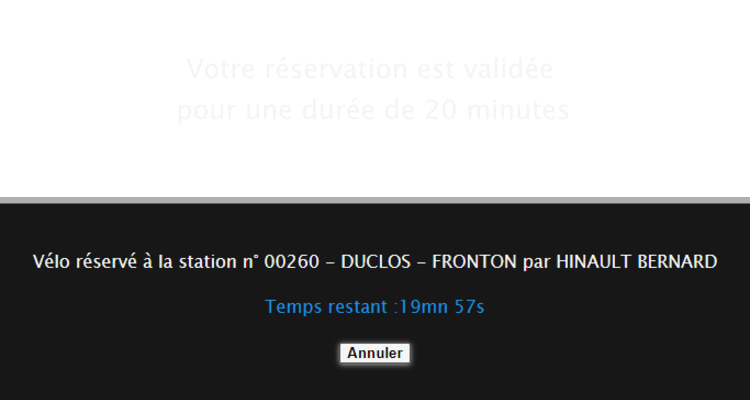 Votre réservation est validée
pour une durée de 20 minutes
Vélo réservé à la station n° 00260 - DUCLOS - FRONTON par HINAULT BERNARD
Temps restant :19mn 57s
Annuler